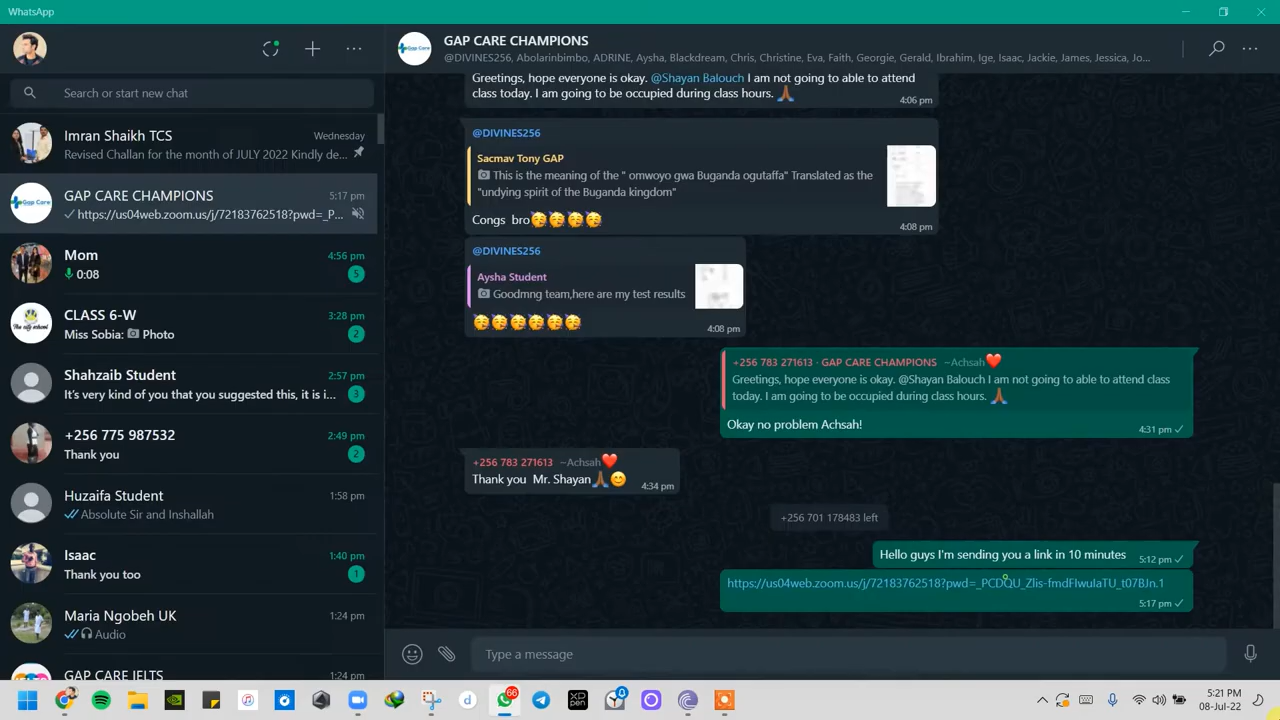 WhatsApp
Search or start new chat
Imran Shaikh TCS
Wednesday
Revised Challan for the month of JULY 2022 Kindly de...
GAP CARE CHAMPIONS
5:17 pm
https://us04web.zoom.us/j/72183762518?pwd=_P...
Mom
4:56 pm
0:08
5
CLASS 6-W
3:28 pm
Miss Sobia: 📷 Photo
2
Shahzaib Student
2:57 pm
It's very kind of you that you suggested this, it is i...
3
+256 775 987532
2:49 pm
Thank you
2
Huzaifa Student
1:58 pm
Absolute Sir and Inshallah
Isaac
1:40 pm
Thank you too
1
Maria Ngobeh UK
1:24 pm
Audio
GAP CARE IELTS
1:24 pm
Gap Care
GAP CARE CHAMPIONS
@DIVINES256, Abolarinbimbo, ADRINE, Aysha, Blackdream, Chris, Christine, Eva, Faith, Georgie, Gerald, Ibrahim, Ige, Isaac, Jackie, James, Jessica, Jo...
Greetings, hope everyone is okay. @Shayan Balouch I am not going to able to attend
class today. I am going to be occupied during class hours. 🙏🏾
4:06 pm
@DIVINES256
Sacmav Tony GAP
📷 This is the meaning of the " omwoyo gwa Buganda ogutaffa" Translated as the
"undying spirit of the Buganda kingdom"
Congs bro🥳🥳🥳🥳
4:08 pm
@DIVINES256
Aysha Student
📷 Goodmng team,here are my test results
🥳🥳🥳🥳🥳🥳
4:08 pm
+256 783 271613 · GAP CARE CHAMPIONS ~Achsah❤️
Greetings, hope everyone is okay. @Shayan Balouch I am not going to able to attend class
today. I am going to be occupied during class hours. 🙏🏾
Okay no problem Achsah!
4:31 pm
+256 783 271613 ~Achsah❤️
Thank you Mr. Shayan🙏🏾😊
4:34 pm
+256 701 178483 left
Hello guys I'm sending you a link in 10 minutes
5:12 pm
https://us04web.zoom.us/j/72183762518?pwd=_PCDQU_Zlis-fmdFIwuIaTU_t07BJn.1
5:17 pm
Type a message
66
5:21 PM
08-Jul-22